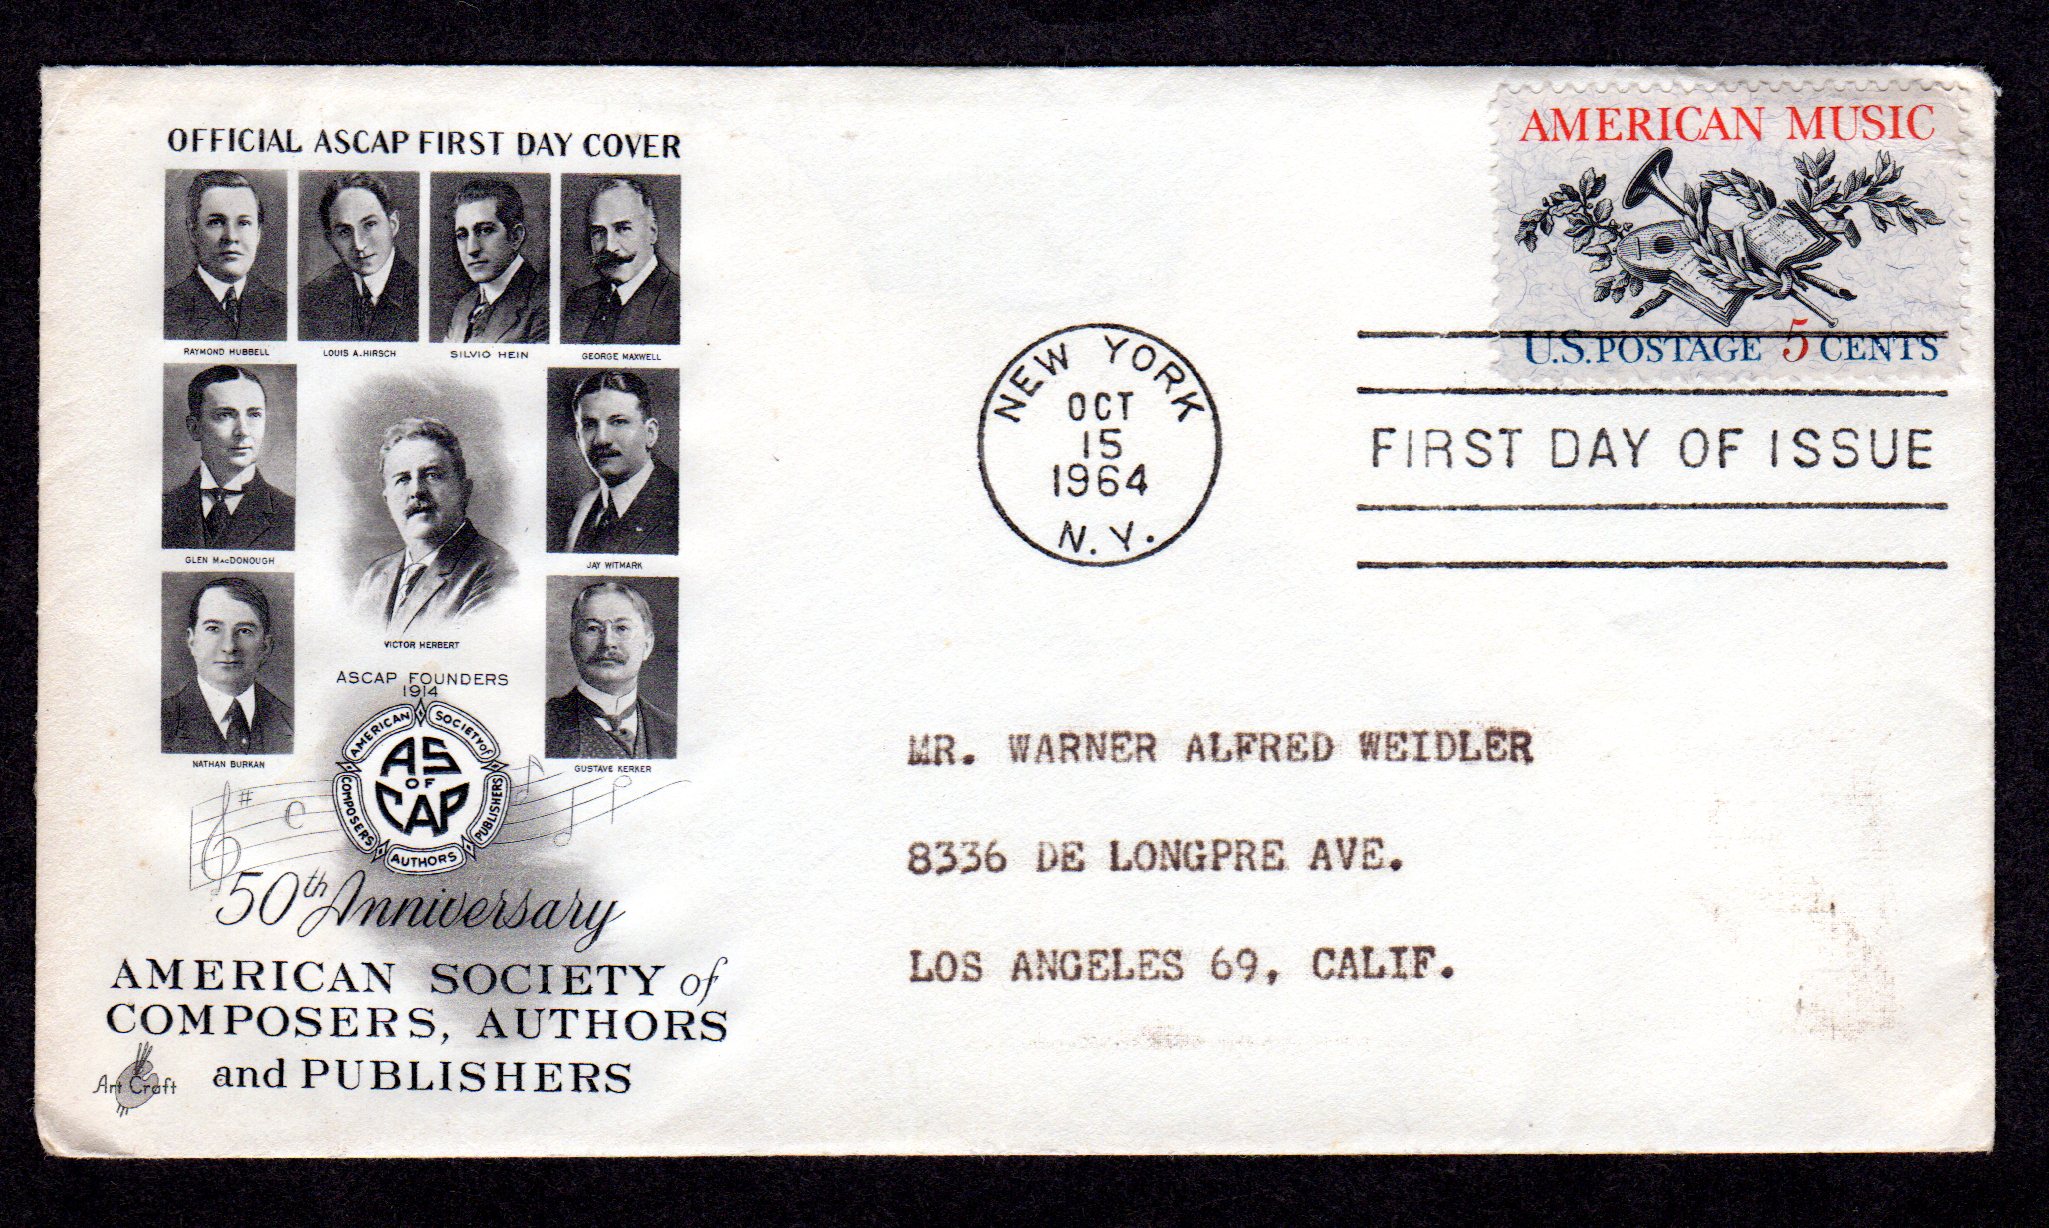 OFFICIAL ASCAP FIRST DAY COVER
RAYMOND HUBBELL
LOUIS A. HIRSCH
SILVIO HEIN
GEORGE MAXWELL
GLEN MACDONOUGH
VICTOR HERBERT
JAY WITMARK
NATHAN BURKAN
GUSTAVE KERKER
ASCAP FOUNDERS
1914
AMERICAN SOCIETY of COMPOSERS AUTHORS PUBLISHERS
AS
OF
CAP
50th Anniversary
AMERICAN SOCIETY of
COMPOSERS, AUTHORS
and PUBLISHERS
Art Craft
AMERICAN MUSIC
U.S. POSTAGE 5 CENTS
NEW YORK
OCT
15
1964
N.Y.
FIRST DAY OF ISSUE
MR. WARNER ALFRED WEIDLER
8336 DE LONGPRE AVE.
LOS ANGELES 69, CALIF.